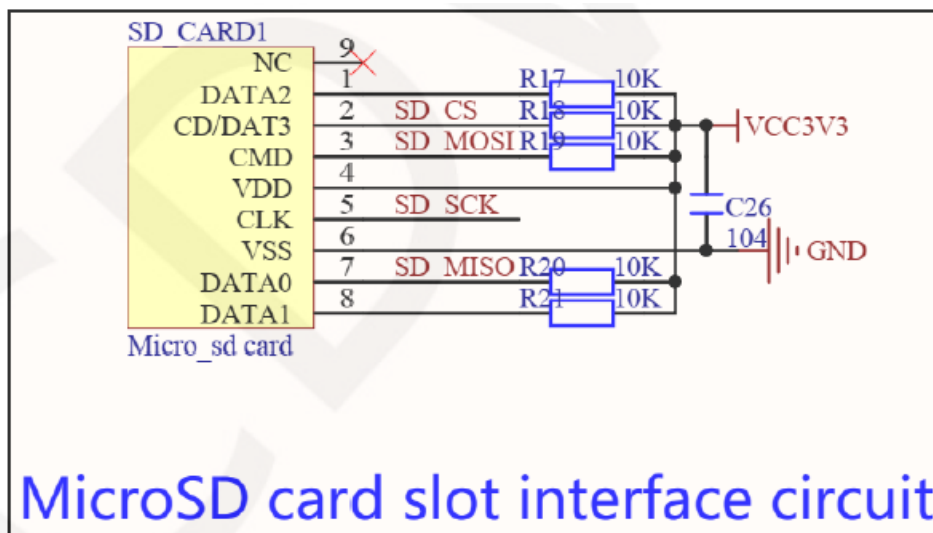 SD_CARD1
NC 9
DATA2 1 R17 10K
CD/DAT3 2 SD_CS R18 10K VCC3V3
CMD 3 SD_MOSI R19 10K
VDD 4
CLK 5 SD_SCK C26
VSS 6 104 GND
DATA0 7 SD_MISO R20 10K
DATA1 8 R21 10K
Micro_sd card
MicroSD card slot interface circuit